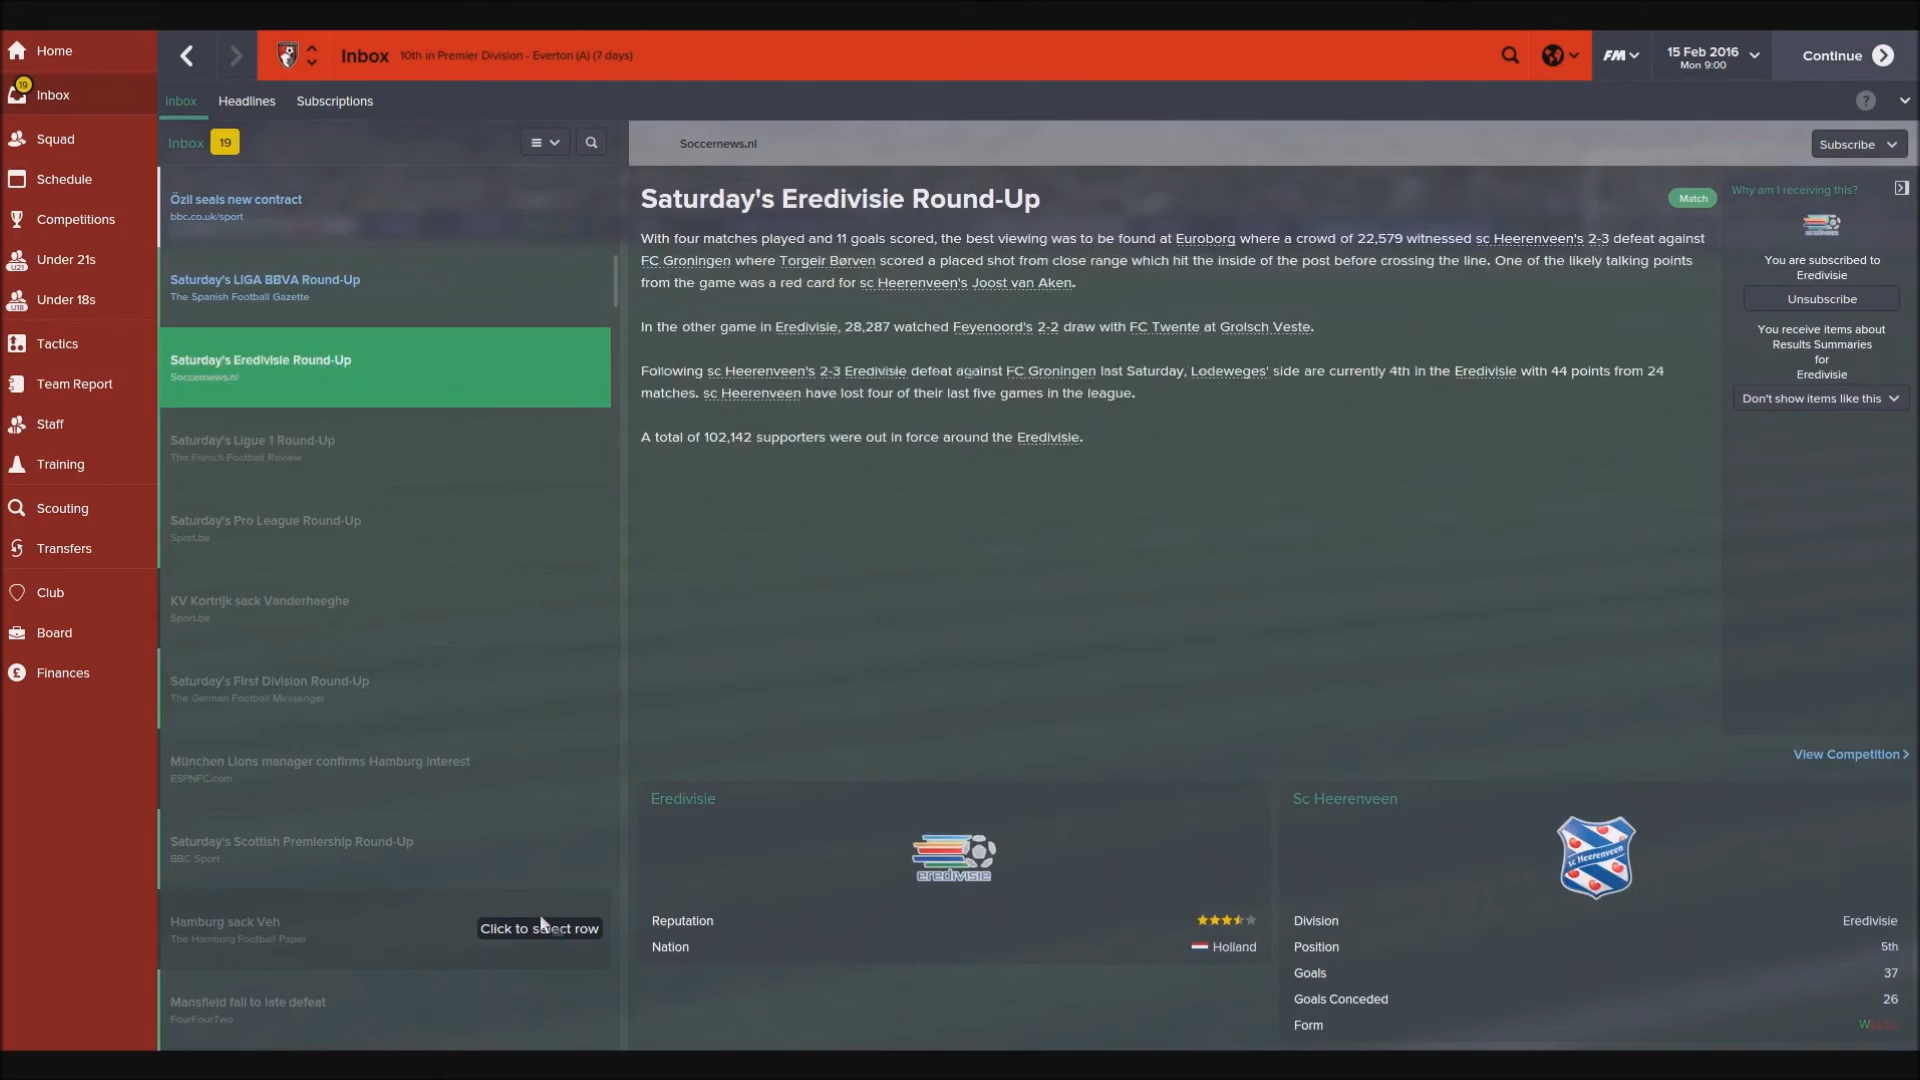 Home
Inbox
19
Squad
Schedule
Competitions
Under 21s
U21
Under 18s
U18
Tactics
Team Report
Staff
Training
Scouting
Transfers
Club
Board
Finances
Inbox 10th in Premier Division - Everton (A) (7 days)
FM
15 Feb 2016
Mon 9:00
Continue
Inbox Headlines Subscriptions
Inbox 19
Özil seals new contract
bbc.co.uk/sport
Saturday's LIGA BBVA Round-Up
The Spanish Football Gazette
Saturday's Eredivisie Round-Up
Soccernews.nl
Saturday's Ligue 1 Round-Up
The French Football Review
Saturday's Pro League Round-Up
Sport.be
KV Kortrijk sack Vanderhaeghe
Sport.be
Saturday's First Division Round-Up
The German Football Messenger
München Lions manager confirms Hamburg interest
ESPNFC.com
Saturday's Scottish Premiership Round-Up
BBC Sport
Hamburg sack Veh
The Hamburg Football Paper
Click to select row
Mansfield fall to late defeat
FourFourTwo
Soccernews.nl
Subscribe
Saturday's Eredivisie Round-Up
Match
With four matches played and 11 goals scored, the best viewing was to be found at Euroborg where a crowd of 22,579 witnessed sc Heerenveen's 2-3 defeat against
FC Groningen where Torgeir Børven scored a placed shot from close range which hit the inside of the post before crossing the line. One of the likely talking points
from the game was a red card for sc Heerenveen's Joost van Aken.
In the other game in Eredivisie, 28,287 watched Feyenoord's 2-2 draw with FC Twente at Grolsch Veste.
Following sc Heerenveen's 2-3 Eredivisie defeat against FC Groningen last Saturday, Lodeweges' side are currently 4th in the Eredivisie with 44 points from 24
matches. sc Heerenveen have lost four of their last five games in the league.
A total of 102,142 supporters were out in force around the Eredivisie.
Why am I receiving this?
You are subscribed to
Eredivisie
Unsubscribe
You receive items about
Results Summaries
for
Eredivisie
Don't show items like this
View Competition >
Eredivisie
eredivisie
Reputation
Nation Holland
Sc Heerenveen
sc Heerenveen
Division Eredivisie
Position 5th
Goals 37
Goals Conceded 26
Form W